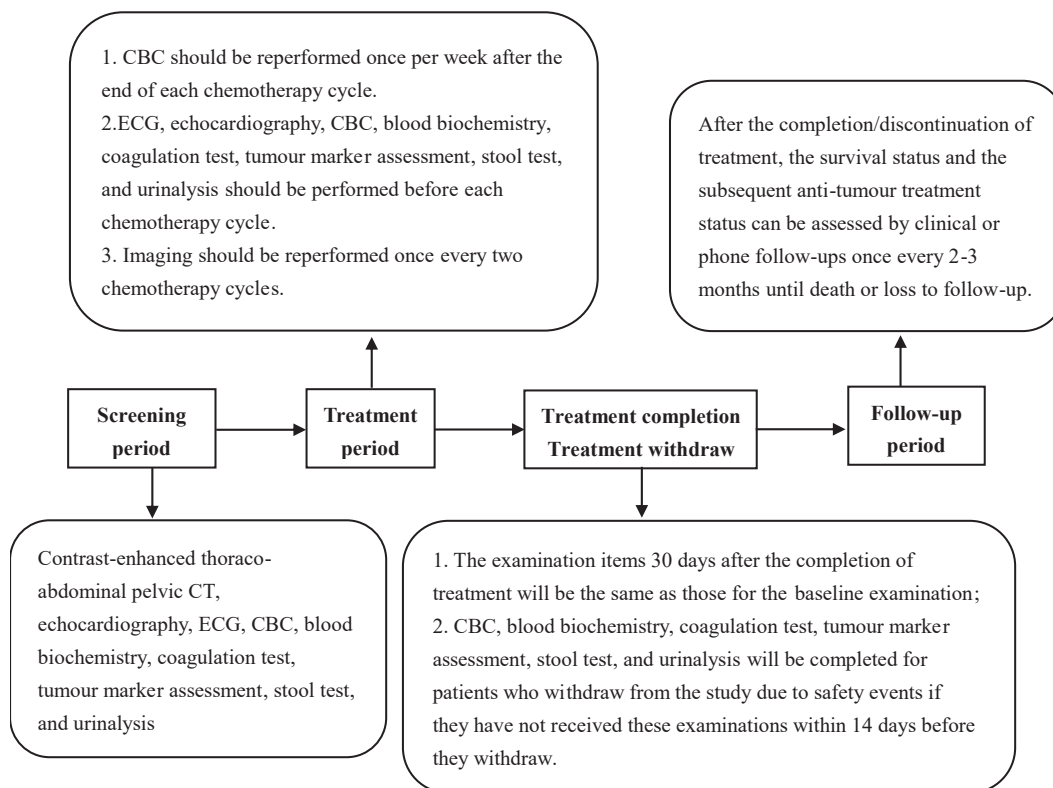 1. CBC should be reperformed once per week after the
end of each chemotherapy cycle.
2.ECG, echocardiography, CBC, blood biochemistry,
coagulation test, tumour marker assessment, stool test,
and urinalysis should be performed before each
chemotherapy cycle.
3. Imaging should be reperformed once every two
chemotherapy cycles.
After the completion/discontinuation of
treatment, the survival status and the
subsequent anti-tumour treatment
status can be assessed by clinical or
phone follow-ups once every 2-3
months until death or loss to follow-up.
Screening
period
Treatment
period
Treatment completion
Treatment withdraw
Follow-up
period
Contrast-enhanced thoraco-
abdominal pelvic CT,
echocardiography, ECG, CBC, blood
biochemistry, coagulation test,
tumour marker assessment, stool test,
and urinalysis
1. The examination items 30 days after the completion of
treatment will be the same as those for the baseline examination;
2. CBC, blood biochemistry, coagulation test, tumour marker
assessment, stool test, and urinalysis will be completed for
patients who withdraw from the study due to safety events if
they have not received these examinations within 14 days before
they withdraw.